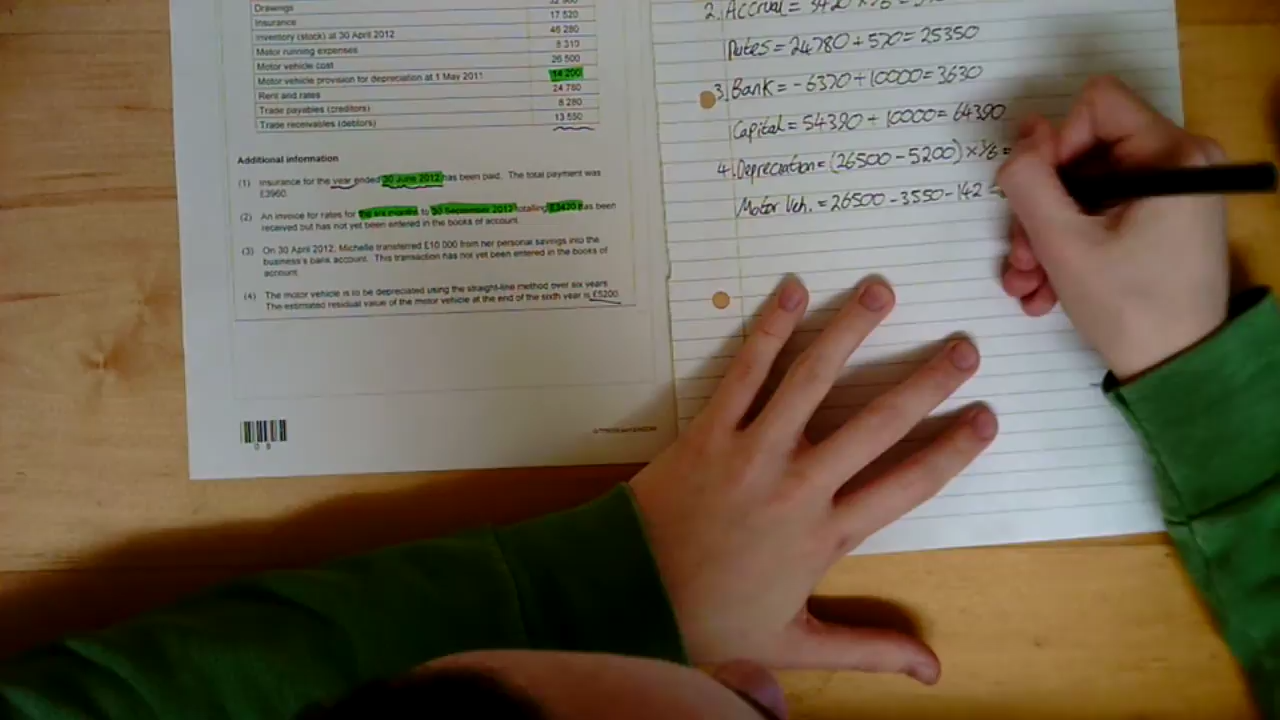 Drawings
Insurance 17 520
Inventory (stock) at 30 April 2012 46 280
Motor running expenses 8 310
Motor vehicle cost 26 500
Motor vehicle provision for depreciation at 1 May 2011 14 200
Rent and rates 24 780
Trade payables (creditors) 8 280
Trade receivables (debtors) 13 550
Additional information
(1) Insurance for the year ended 30 June 2012 has been paid. The total payment was
£3960.
(2) An invoice for rates for the six months to 30 September 2012 totalling £3420 has been
received but has not yet been entered in the books of account.
(3) On 30 April 2012, Michelle transferred £10 000 from her personal savings into the
business's bank account. This transaction has not yet been entered in the books of
account.
(4) The motor vehicle is to be depreciated using the straight-line method over six years.
The estimated residual value of the motor vehicle at the end of the sixth year is £5200.
0 8
2. Accrual = 3420 × 1/6 =
Rates = 24780 + 570 = 25350
3. Bank = -6370 + 10000 = 3630
Capital = 54390 + 10000 = 64390
4. Depreciation = (26500 - 5200) × 1/6 =
Motor Veh. = 26500 - 3550 - 142